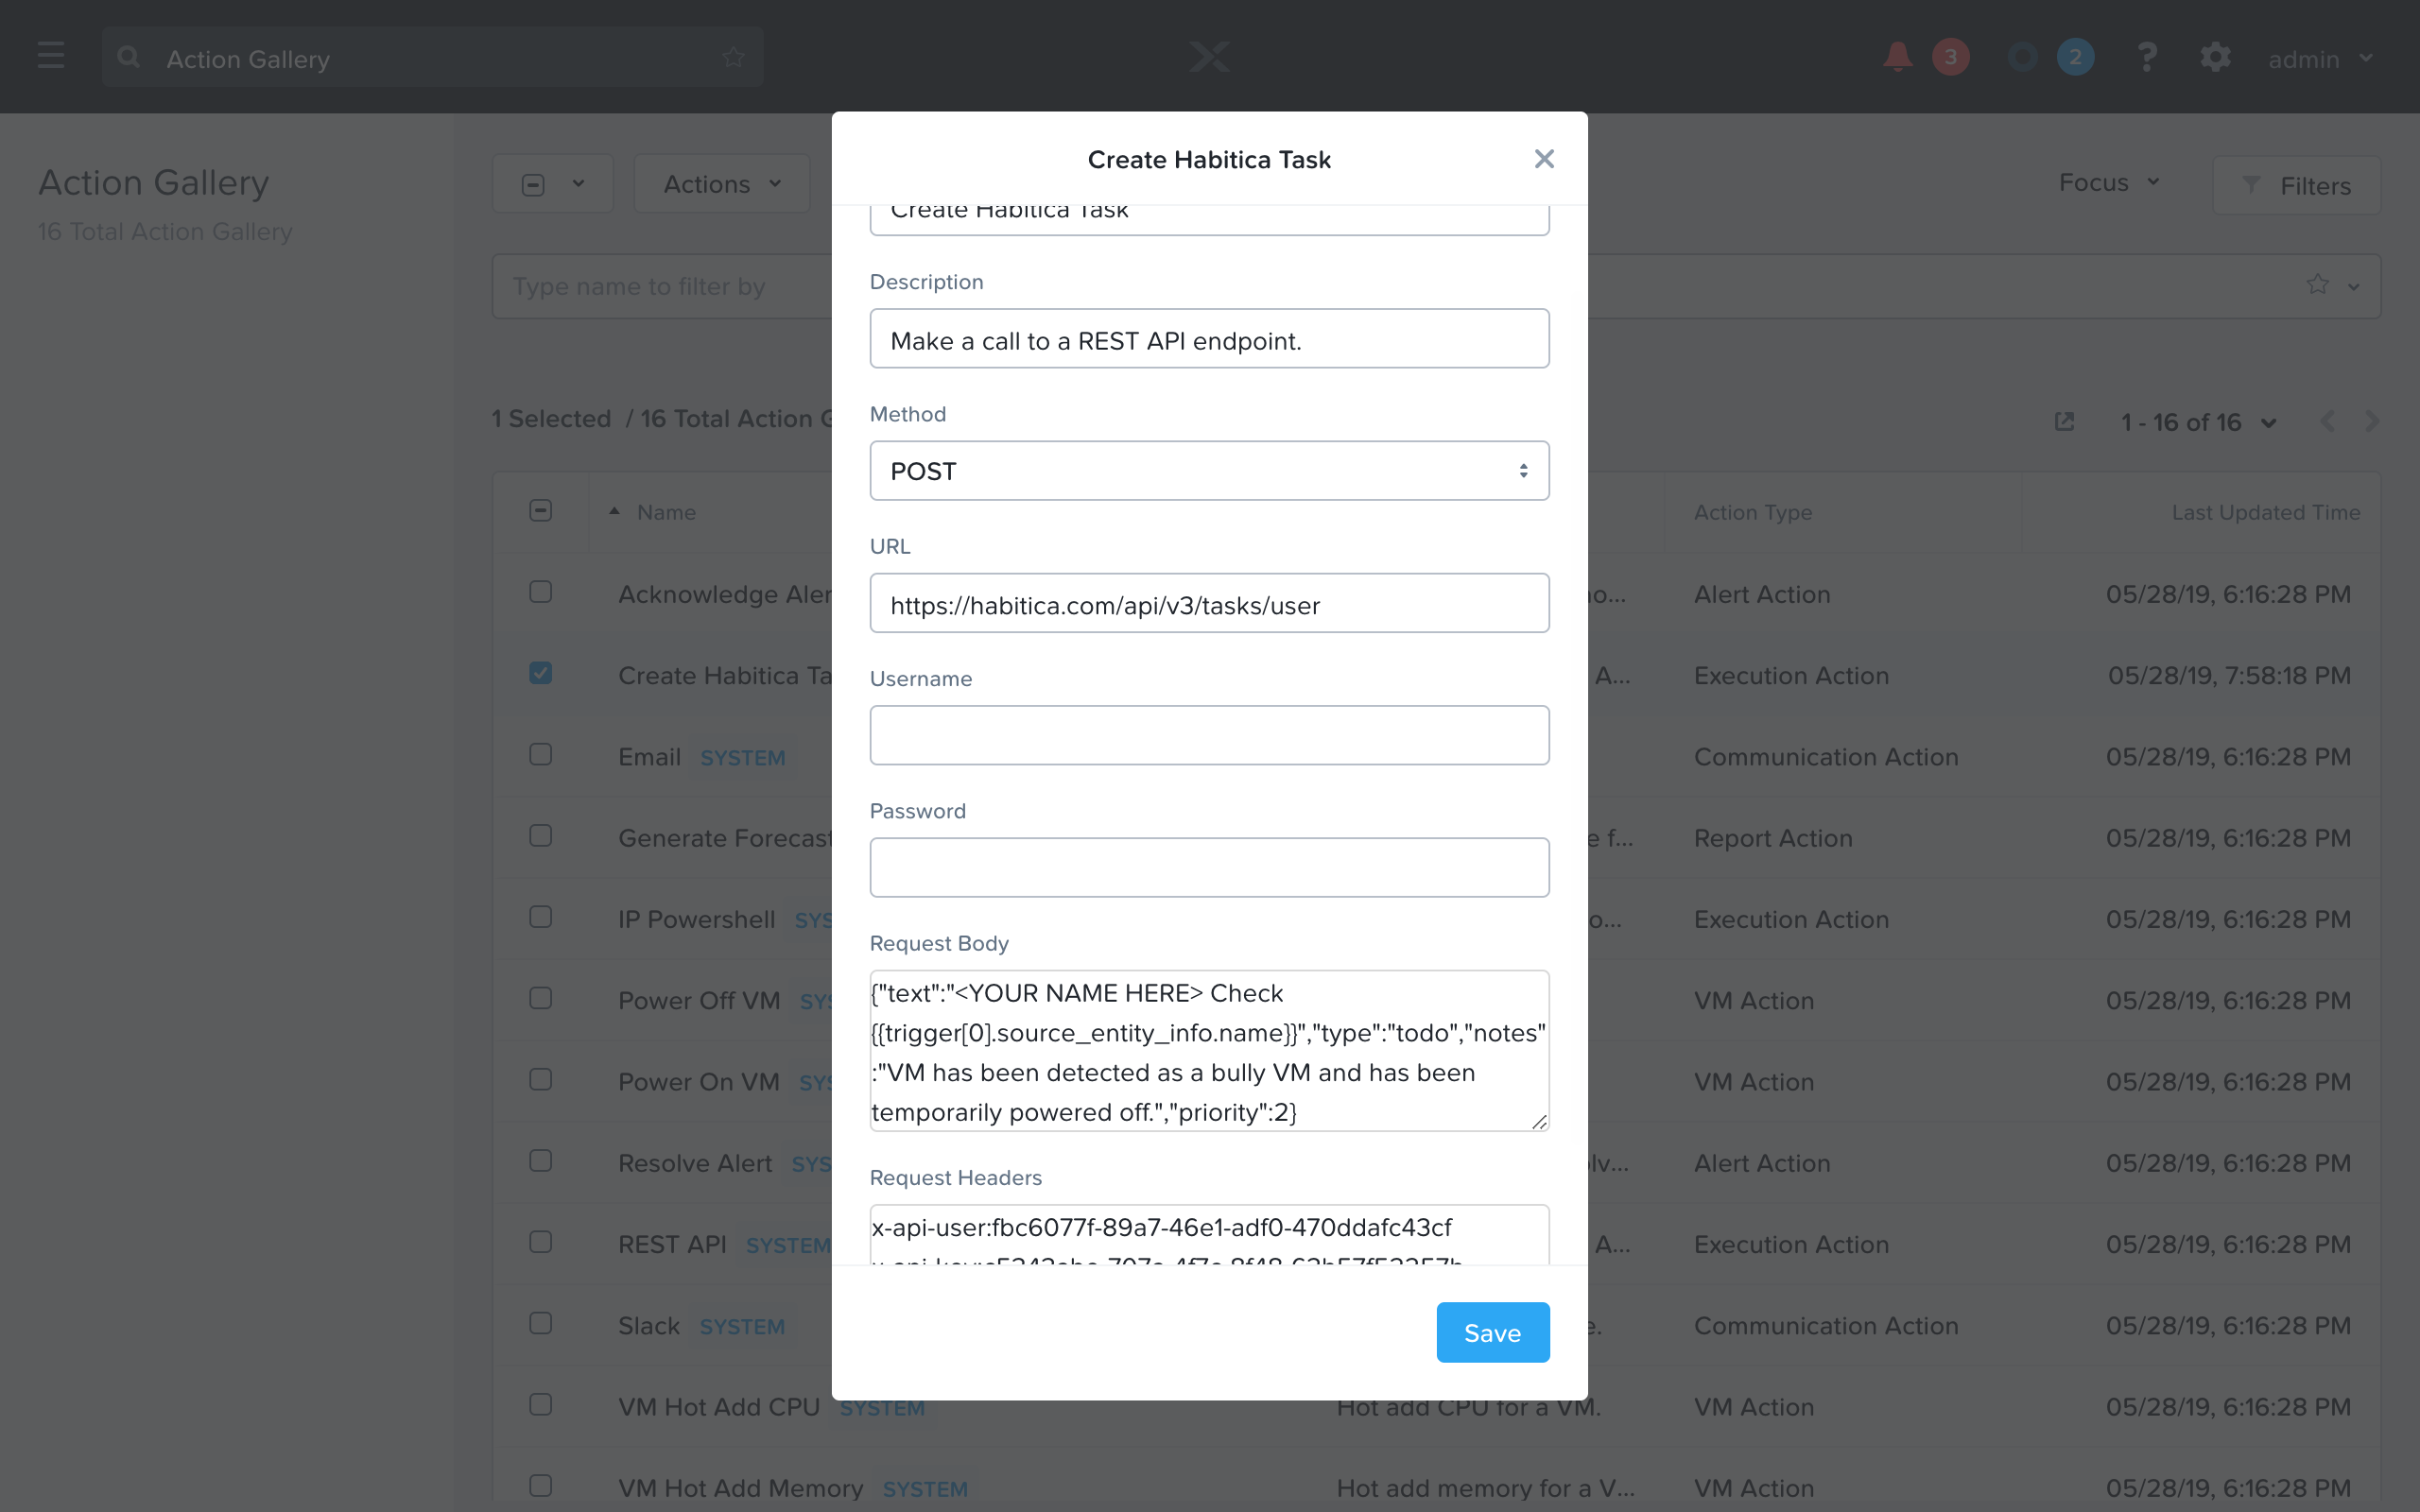 Action Gallery
3
2
?
admin
Action Gallery
16 Total Action Gallery
Actions
Focus
Filters
Type name to filter by
1 Selected / 16 Total Action G
1 - 16 of 16
Name
Action Type
Last Updated Time
Acknowledge Aler
no...
Alert Action
05/28/19, 6:16:28 PM
Create Habitica Ta
A...
Execution Action
05/28/19, 7:58:18 PM
Email SYSTEM
Communication Action
05/28/19, 6:16:28 PM
Generate Forecast
e f...
Report Action
05/28/19, 6:16:28 PM
IP Powershell SYS
o...
Execution Action
05/28/19, 6:16:28 PM
Power Off VM SYS
VM Action
05/28/19, 6:16:28 PM
Power On VM SYS
VM Action
05/28/19, 6:16:28 PM
Resolve Alert SYS
lv...
Alert Action
05/28/19, 6:16:28 PM
REST API SYSTEM
A...
Execution Action
05/28/19, 6:16:28 PM
Slack SYSTEM
e.
Communication Action
05/28/19, 6:16:28 PM
VM Hot Add CPU SYSTEM
Hot add CPU for a VM.
VM Action
05/28/19, 6:16:28 PM
VM Hot Add Memory SYSTEM
Hot add memory for a V...
VM Action
05/28/19, 6:16:28 PM
Create Habitica Task
Create Habitica Task
Description
Make a call to a REST API endpoint.
Method
POST
URL
https://habitica.com/api/v3/tasks/user
Username
Password
Request Body
{"text":"<YOUR NAME HERE> Check
{{trigger[0].source_entity_info.name}}","type":"todo","notes"
:"VM has been detected as a bully VM and has been
temporarily powered off.","priority":2}
Request Headers
x-api-user:fbc6077f-89a7-46e1-adf0-470ddafc43cf
Save